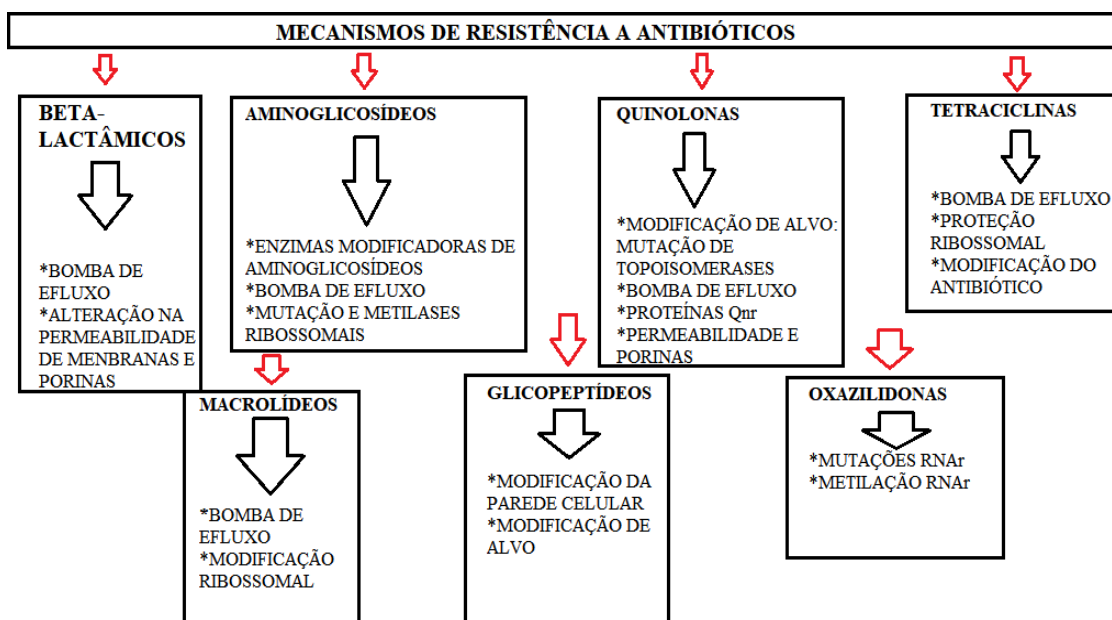 MECANISMOS DE RESISTÊNCIA A ANTIBIÓTICOS
BETA-
LACTÂMICOS
*BOMBA DE
EFLUXO
*ALTERAÇÃO NA
PERMEABILIDADE
DE MENBRANAS E
PORINAS
AMINOGLICOSÍDEOS
*ENZIMAS MODIFICADORAS DE
AMINOGLICOSÍDEOS
*BOMBA DE EFLUXO
*MUTAÇÃO E METILASES
RIBOSSOMAIS
QUINOLONAS
*MODIFICAÇÃO DE ALVO:
MUTAÇÃO DE
TOPOISOMERASES
*BOMBA DE EFLUXO
*PROTEÍNAS Qnr
*PERMEABILIDADE E
PORINAS
TETRACICLINAS
*BOMBA DE EFLUXO
*PROTEÇÃO
RIBOSSOMAL
*MODIFICAÇÃO DO
ANTIBIÓTICO
MACROLÍDEOS
*BOMBA DE
EFLUXO
*MODIFICAÇÃO
RIBOSSOMAL
GLICOPEPTÍDEOS
*MODIFICAÇÃO DA
PAREDE CELULAR
*MODIFICAÇÃO DE
ALVO
OXAZILIDONAS
*MUTAÇÕES RNAr
*METILAÇÃO RNAr